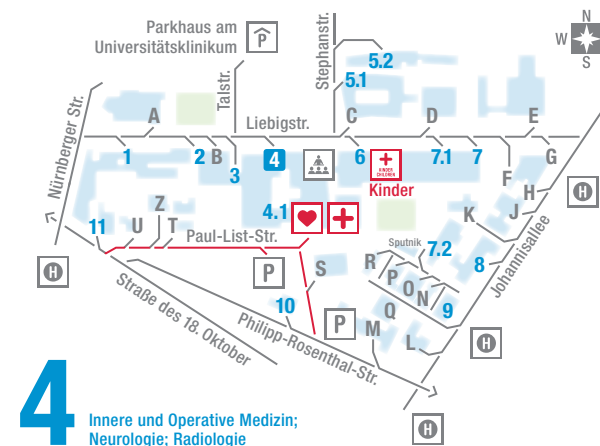 Parkhaus am
Universitätsklinikum
P
N
W
S
Stephanstr.
5.2
5.1
Talstr.
Nürnberger Str.
A
Liebigstr.
C
D
E
1
2
B
3
4
6
KINDER
CHILDREN
Kinder
7.1
7
F
G
H
H
J
K
Z
4.1
11
U
T
Paul-List-Str.
Sputnik
7.2
Johannisallee
8
H
P
S
R
P
O
N
9
Straße des 18. Oktober
10
Philipp-Rosenthal-Str.
P
Q
M
L
H
H
4
Innere und Operative Medizin;
Neurologie; Radiologie